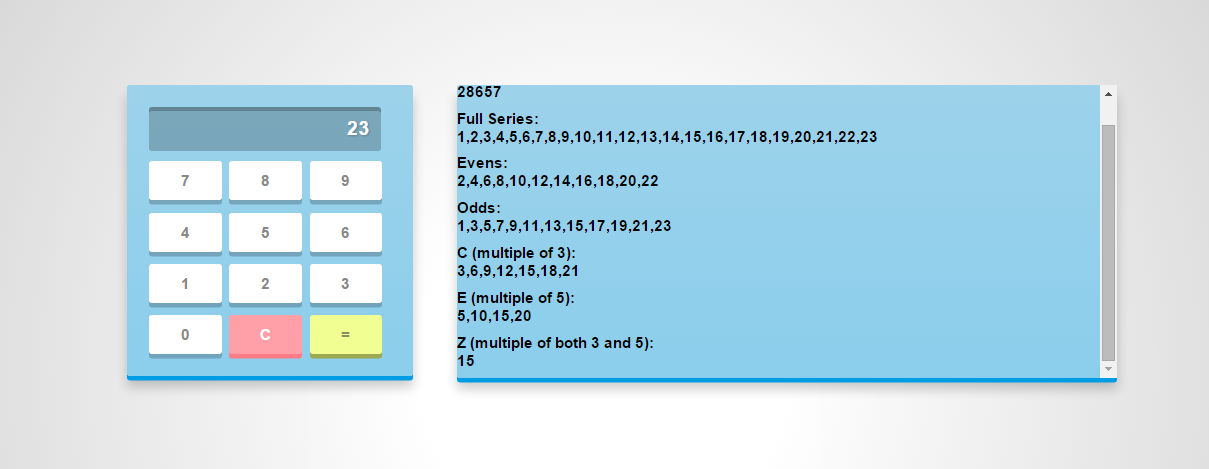 23
7 8 9
4 5 6
1 2 3
0 C =
28657
Full Series:
1,2,3,4,5,6,7,8,9,10,11,12,13,14,15,16,17,18,19,20,21,22,23
Evens:
2,4,6,8,10,12,14,16,18,20,22
Odds:
1,3,5,7,9,11,13,15,17,19,21,23
C (multiple of 3):
3,6,9,12,15,18,21
E (multiple of 5):
5,10,15,20
Z (multiple of both 3 and 5):
15